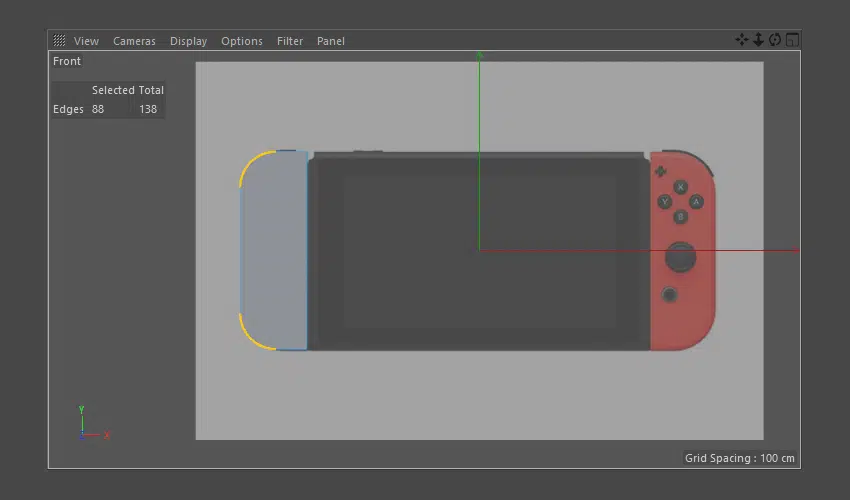 View Cameras Display Options Filter Panel
Front
Selected Total
Edges 88 138
Y
X
X
Y A
B
Y
X
Grid Spacing : 100 cm